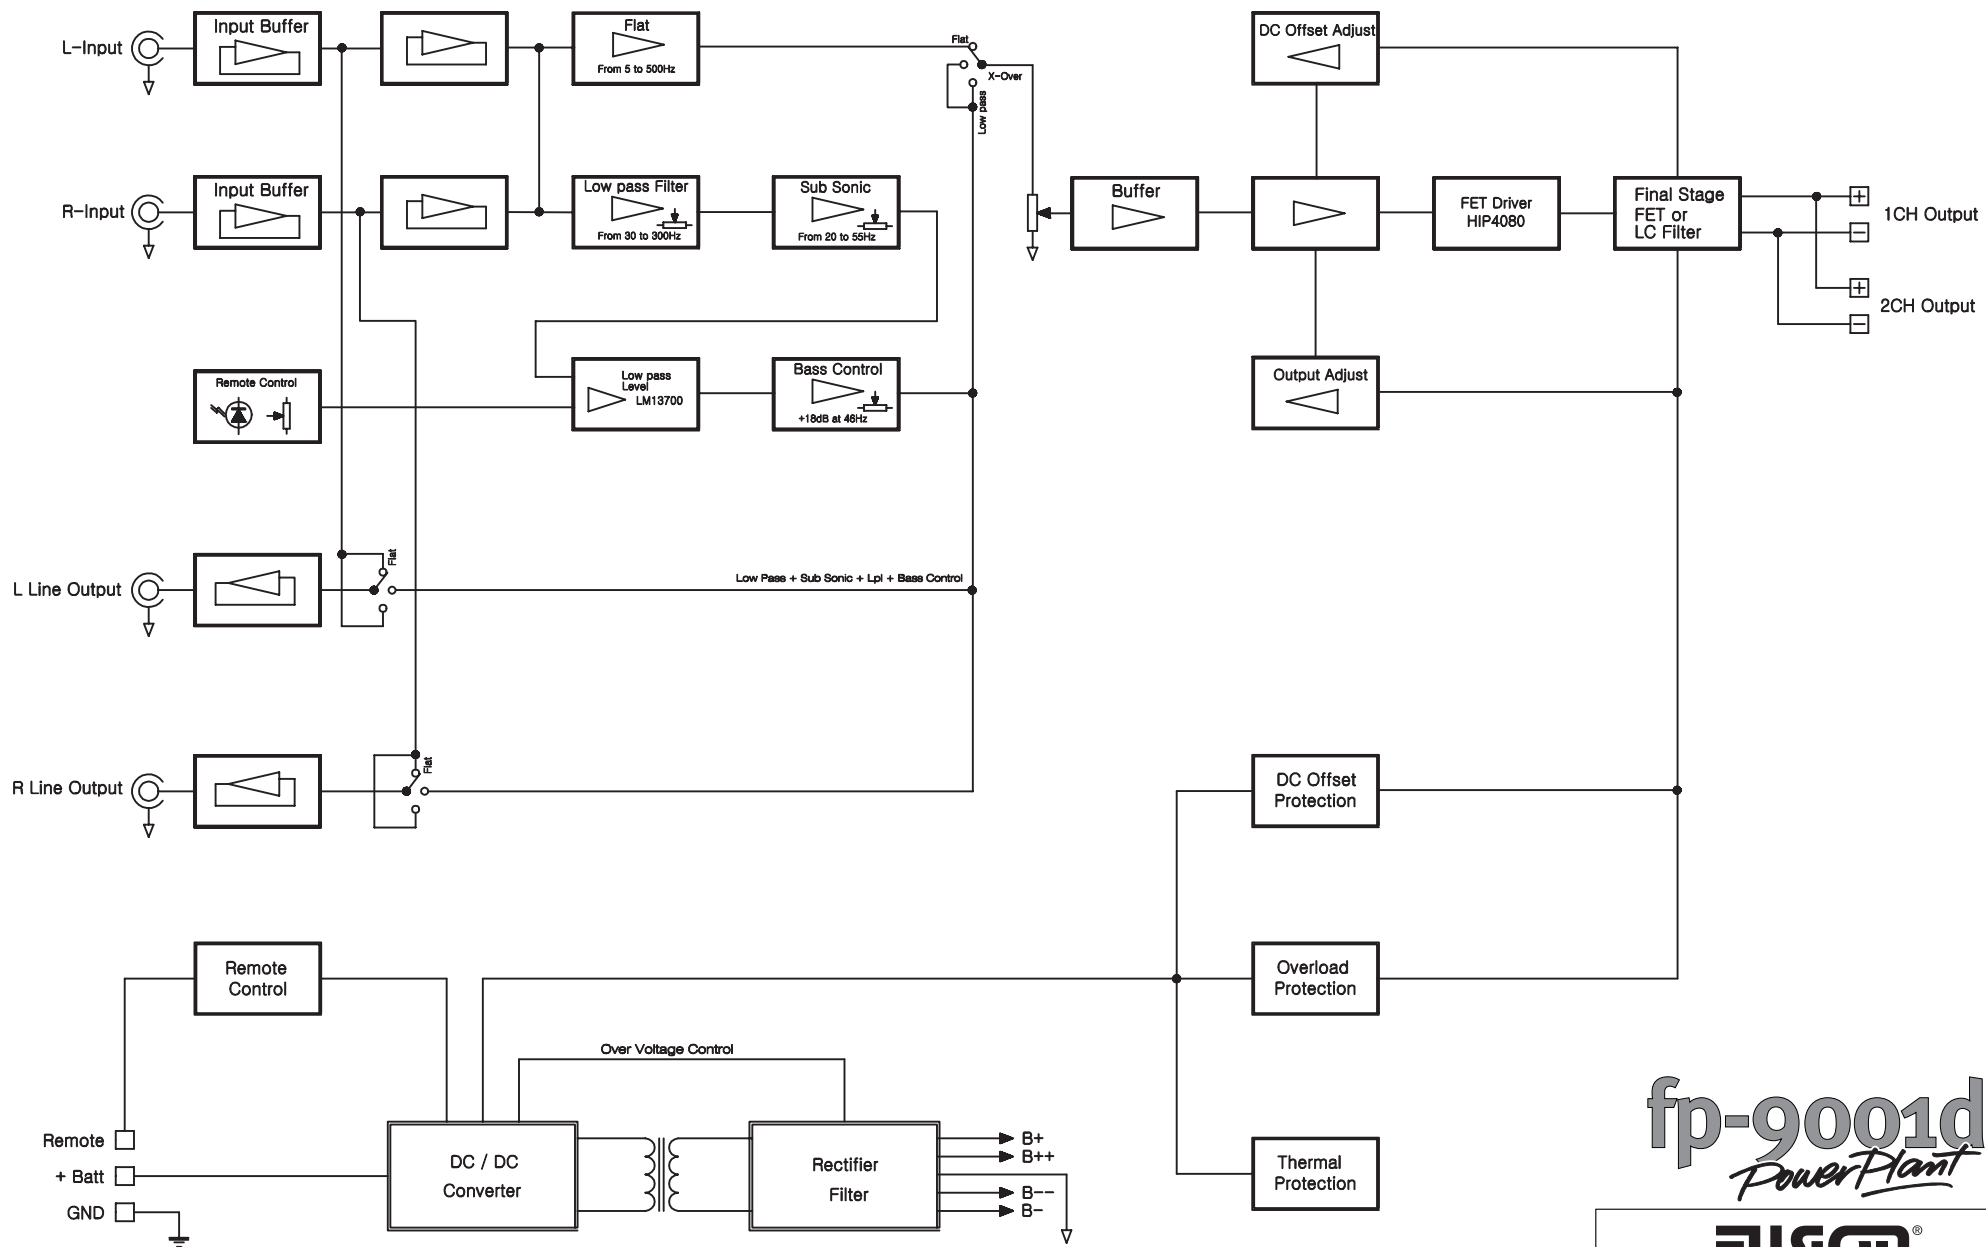 L-Input
Input Buffer
Flat
From 5 to 500Hz
Flat
X-Over
Low pass
DC Offset Adjust
R-Input
Input Buffer
Low pass Filter
From 30 to 300Hz
Sub Sonic
From 20 to 55Hz
Buffer
FET Driver
HIP4080
Final Stage
FET or
LC Filter
+
1CH Output
−
+
2CH Output
−
Remote Control
Low pass
Level
LM13700
Bass Control
+18dB at 46Hz
Output Adjust
L Line Output
Flat
Low Pass + Sub Sonic + Lpl + Bass Control
R Line Output
Flat
DC Offset
Protection
Remote
Control
Overload
Protection
Over Voltage Control
Remote
+ Batt
GND
DC / DC
Converter
Rectifier
Filter
B+
B++
B--
B-
Thermal
Protection
fp-9001d
PowerPlant
®